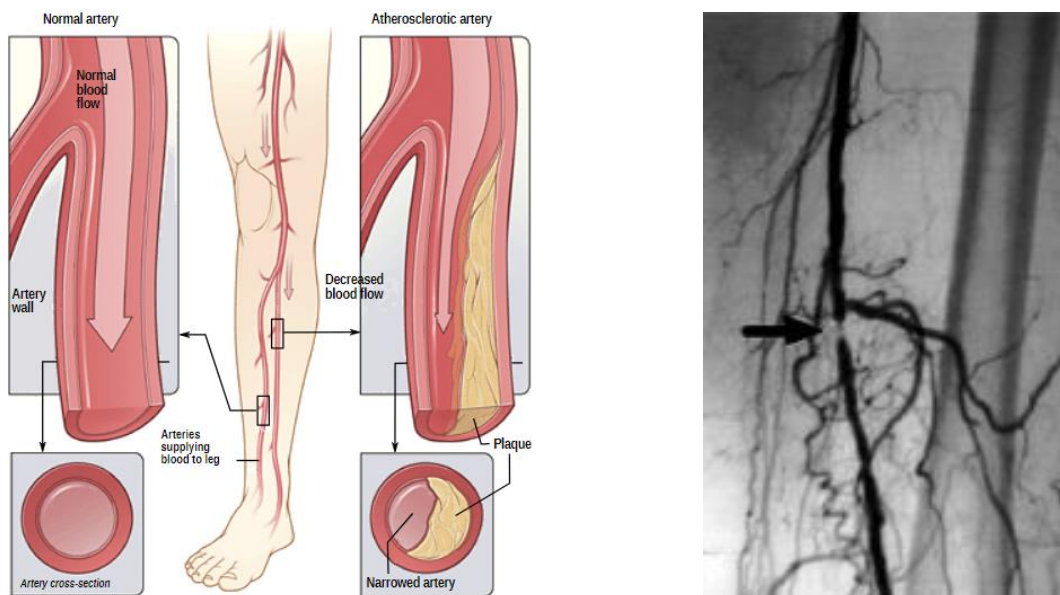 Normal artery
Normal
blood
flow
Artery
wall
Artery cross-section
Arteries
supplying
blood to leg
Atherosclerotic artery
Decreased
blood flow
Plaque
Narrowed artery